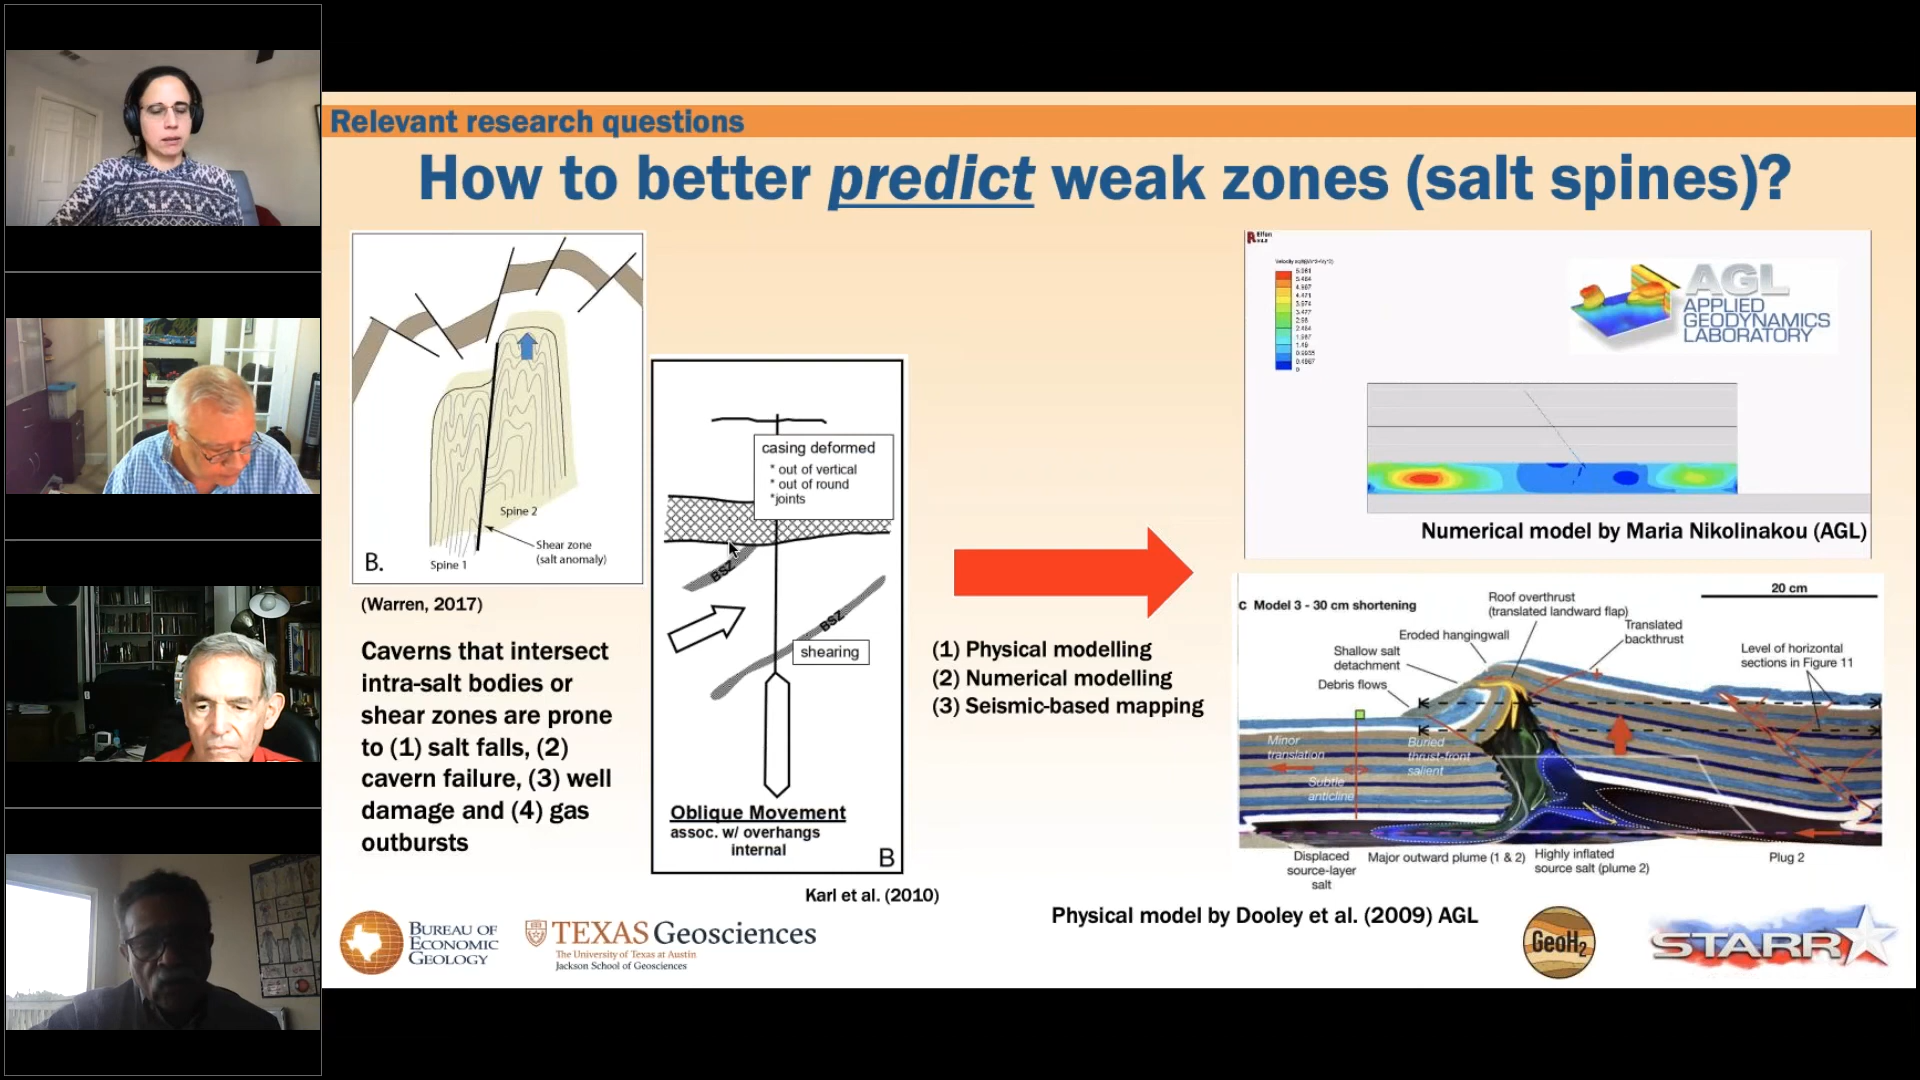 Relevant research questions
How to better predict weak zones (salt spines)?
Spine 2
Shear zone
(salt anomaly)
Spine 1
B.
(Warren, 2017)
Caverns that intersect
intra-salt bodies or
shear zones are prone
to (1) salt falls, (2)
cavern failure, (3) well
damage and (4) gas
outbursts
casing deformed
* out of vertical
* out of round
*joints
BSZ
BSZ
shearing
Oblique Movement
assoc. w/ overhangs
internal
B
Karl et al. (2010)
(1) Physical modelling
(2) Numerical modelling
(3) Seismic-based mapping
AGL
APPLIED
GEODYNAMICS
LABORATORY
Numerical model by Maria Nikolinakou (AGL)
C Model 3 - 30 cm shortening
20 cm
Roof overthrust
(translated landward flap)
Eroded hangingwall
Translated
backthrust
Shallow salt
detachment
Level of horizontal
sections in Figure 11
Debris flows
Minor
translation
Buried
thrust-front
salient
Subtle
anticline
Displaced
source-layer
salt
Major outward plume (1 & 2)
Highly inflated
source salt (plume 2)
Plug 2
Physical model by Dooley et al. (2009) AGL
BUREAU OF
ECONOMIC
GEOLOGY
TEXAS Geosciences
The University of Texas at Austin
Jackson School of Geosciences
GeoH2
STARR